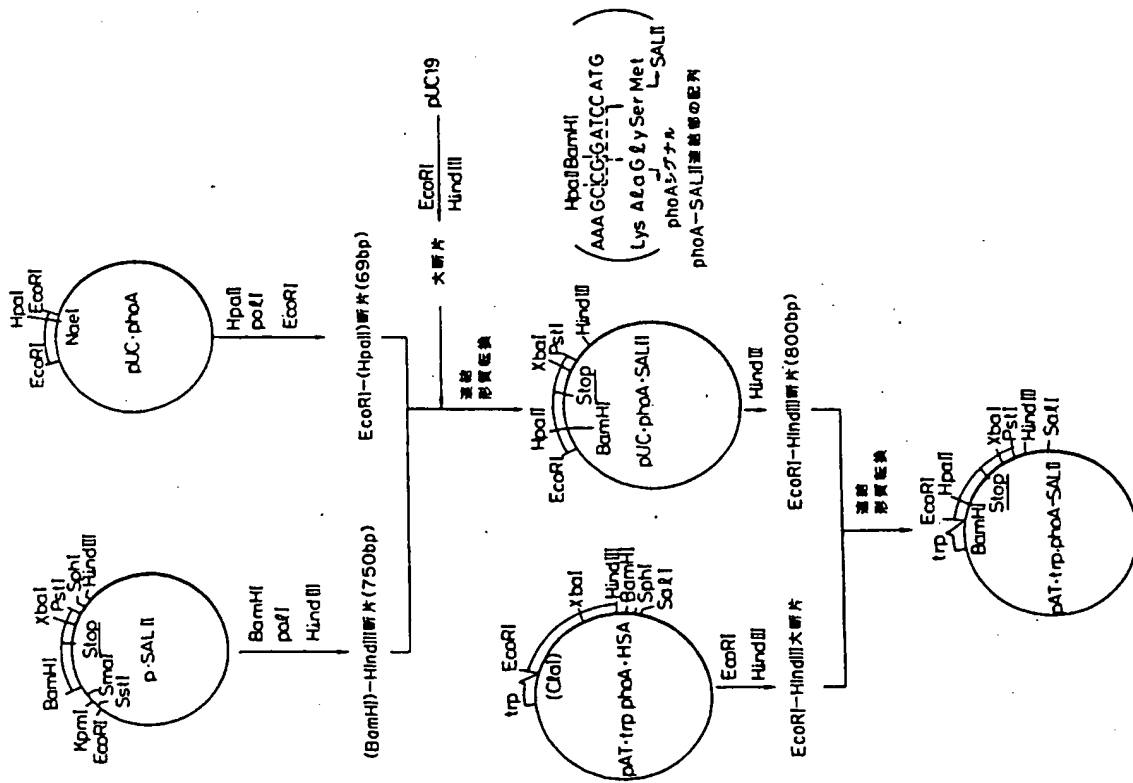 EcoRI
HpaI
EcoRI
NaeI
pUC·phoA
HpaII
polI
EcoRI
EcoRI-(HpaII)断片(69bp)
BamHI
KpnI
EcoRI
SmaI
SstI
Stop
XbaI
PstI
SphI
HindIII
p·SALII
BamHI
polI
HindIII
(BamHI)-HindIII断片(750bp)
pUC19
EcoRI
HindIII
大断片
連結
形質転換
EcoRI
HpaII
BamHI
Stop
XbaI
PstI
HindIII
pUC·phoA·SALII
HindIII
EcoRI-HindIII断片(800bp)
HpaII BamHI
AAAGCCGGATCCATG
Lys Ala Gly Ser Met
phoAシグナル
SALII
phoA-SALII連結部の配列
trp
EcoRI
(ClaI)
XbaI
HindIII
BamHI
SphI
SalI
pAT·trp phoA·HSA
EcoRI
HindIII
EcoRI-HindIII大断片
連結
形質転換
trp
EcoRI
HpaII
BamHI
Stop
XbaI
PstI
HindIII
SalI
pAT·trp·phoA-SALII